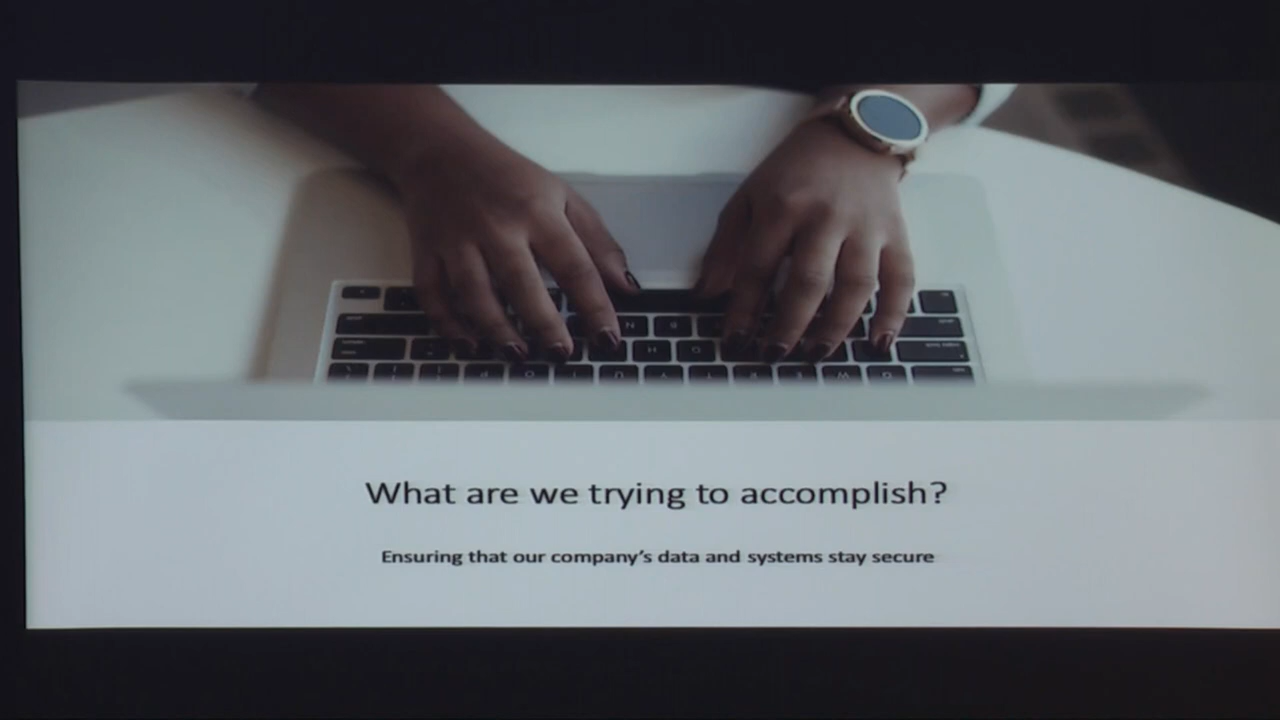 What are we trying to accomplish?
Ensuring that our company's data and systems stay secure